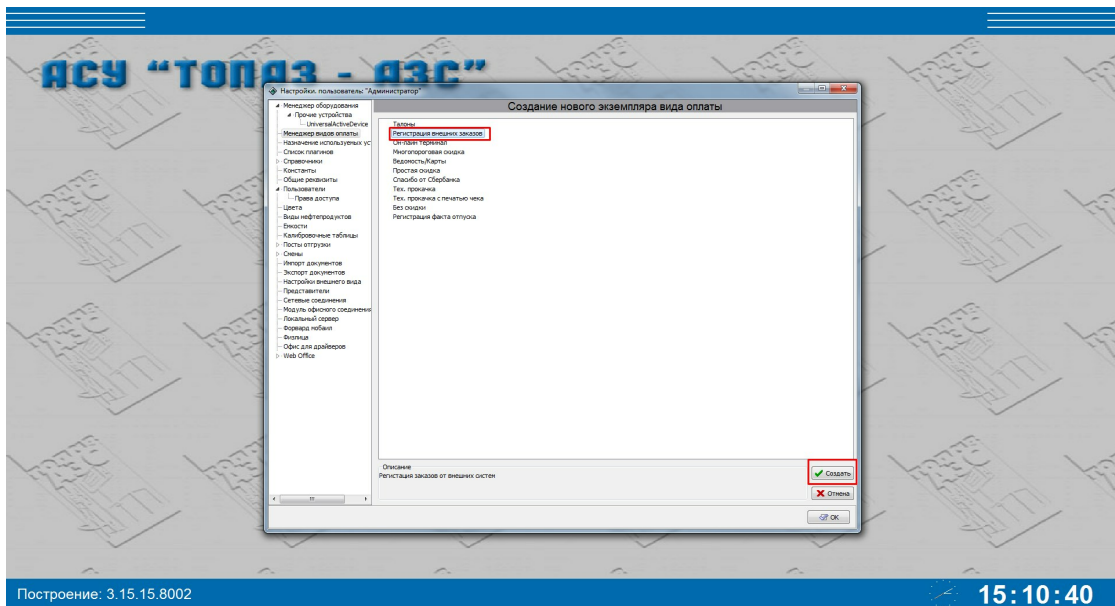 АСУ “ТОПАЗ - АЗС”
Настройки. пользователь: "Администратор"
Менеджер оборудования
Прочие устройства
UniversalActiveDevice
Менеджер видов оплаты
Назначение используемых ус
Список плагинов
Справочники
Константы
Общие реквизиты
Пользователи
Права доступа
Цвета
Виды нефтепродуктов
Емкости
Калибровочные таблицы
Посты отгрузки
Смены
Импорт документов
Экспорт документов
Настройки внешнего вида
Представители
Сетевые соединения
Модуль офисного соединения
Локальный сервер
Форвард мобаил
Физлица
Офис для драйверов
Web Office
Создание нового экземпляра вида оплаты
Талоны
Регистрация внешних заказов
Он-лайн терминал
Многопороговая скидка
Ведомость/Карты
Простая скидка
Спасибо от Сбербанка
Тех. прокачка
Тех. прокачка с печатью чека
Без скидки
Регистрация факта отпуска
Описание
Регистация заказов от внешних систем
Создать
Отмена
ОК
Построение: 3.15.15.8002
15:10:40